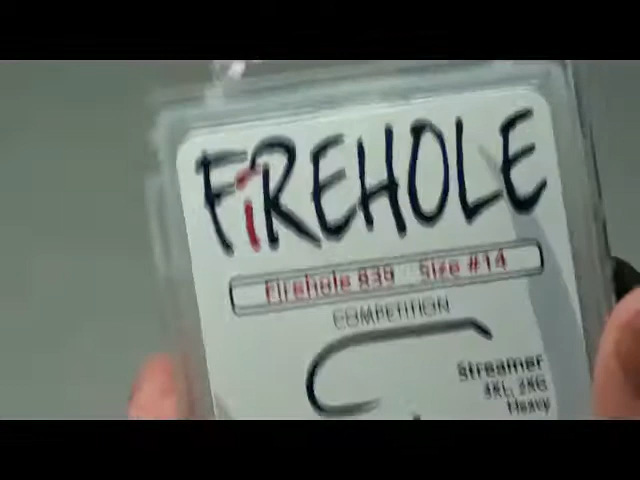 FiREHOLE
Firehole 839 Size #14
COMPETITION
Streamer
3XL, 2XG
Heavy